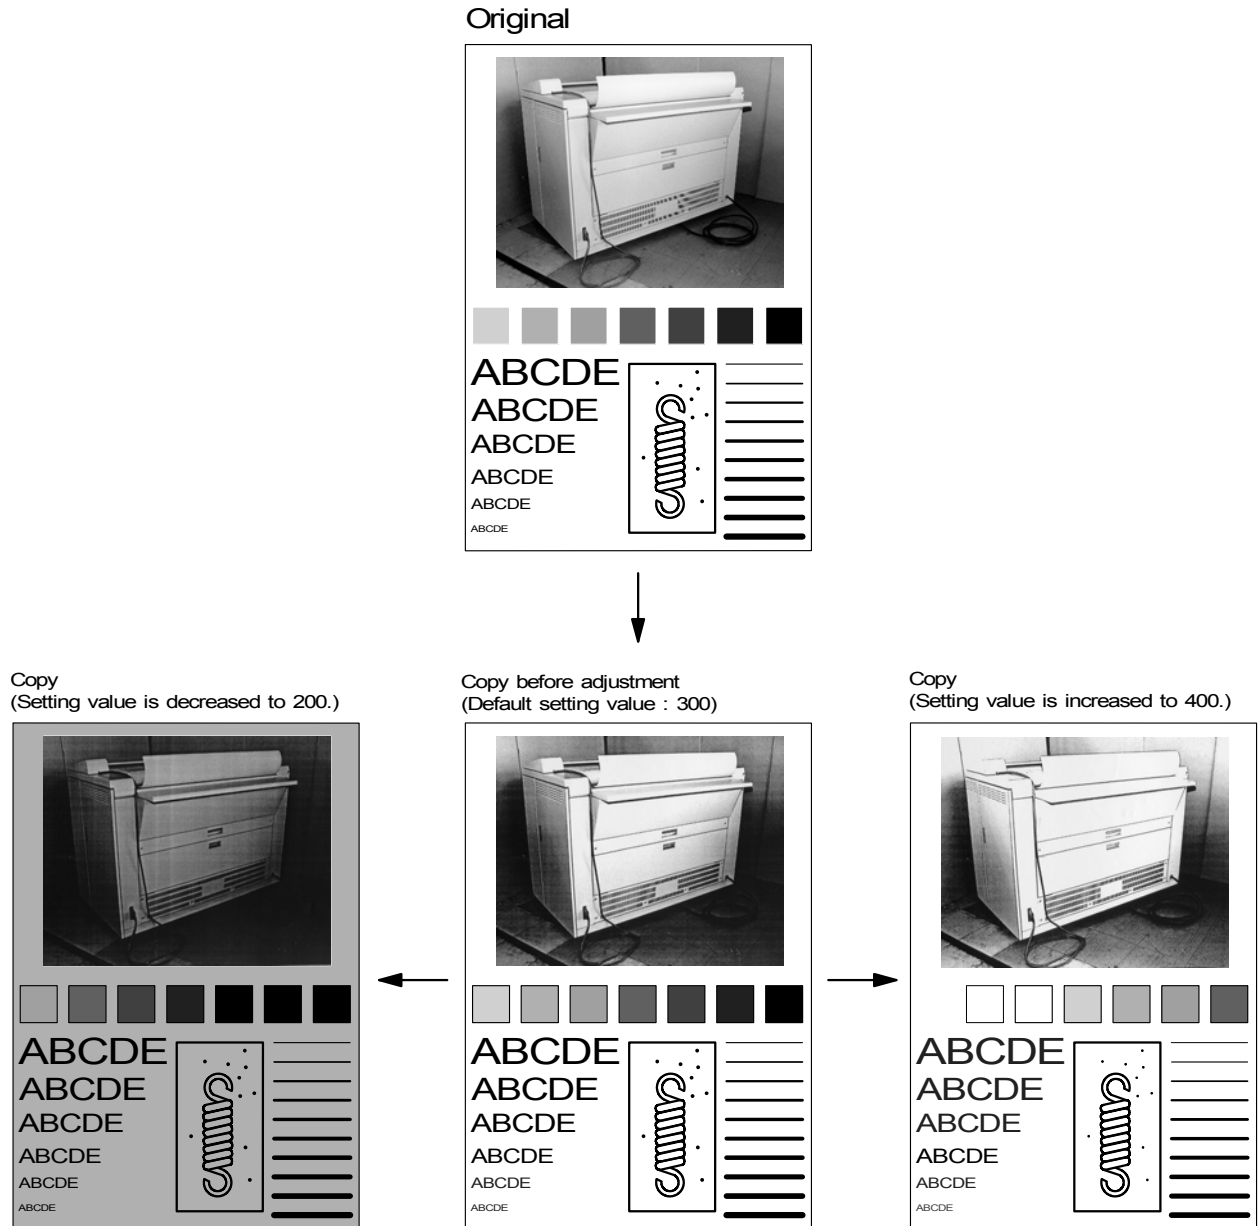 Original
ABCDE
ABCDE
ABCDE
ABCDE
ABCDE
ABCDE
Copy
(Setting value is decreased to 200.)
ABCDE
ABCDE
ABCDE
ABCDE
ABCDE
ABCDE
Copy before adjustment
(Default setting value : 300)
ABCDE
ABCDE
ABCDE
ABCDE
ABCDE
ABCDE
Copy
(Setting value is increased to 400.)
ABCDE
ABCDE
ABCDE
ABCDE
ABCDE
ABCDE